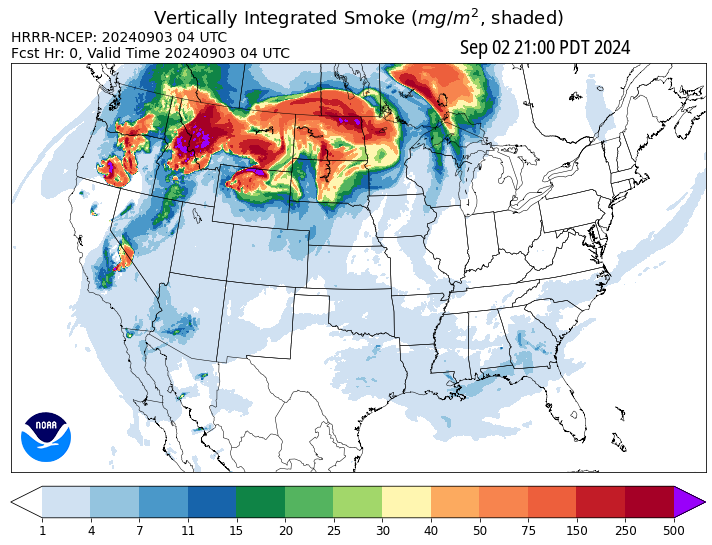 Vertically Integrated Smoke (mg/m², shaded)
HRRR-NCEP: 20240903 04 UTC
Fcst Hr: 0, Valid Time 20240903 04 UTC
Sep 02 21:00 PDT 2024
NOAA
1 4 7 11 15 20 25 30 40 50 75 150 250 500